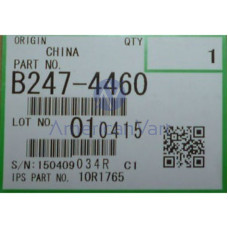 ORIGIN QTY
CHINA 1
PART NO.
B247-4460
LOT NO. 010415
S/N:150409034R CI
IPS PART NO. 10R1765